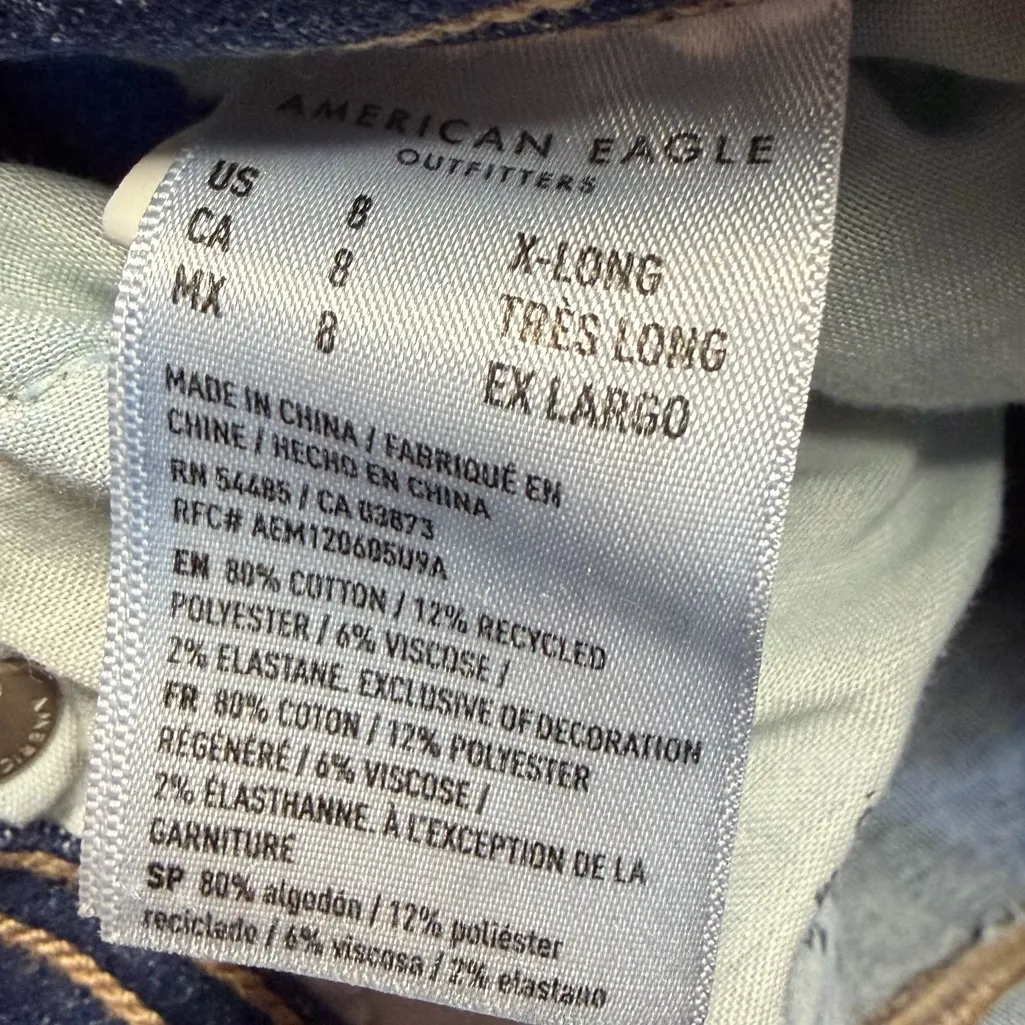 AMERICAN EAGLE
OUTFITTERS
US 8 X-LONG
CA 8 TRÈS LONG
MX 8 EX LARGO
MADE IN CHINA / FABRIQUÉ EN
CHINE / HECHO EN CHINA
RN 54485 / CA 03873
RFC# AEM120605U9A
EN 80% COTTON / 12% RECYCLED
POLYESTER / 6% VISCOSE /
2% ELASTANE. EXCLUSIVE OF DECORATION
FR 80% COTON / 12% POLYESTER
RÉGÉNÉRÉ / 6% VISCOSE /
2% ÉLASTHANNE. À L'EXCEPTION DE LA
GARNITURE
SP 80% algodón / 12% poliéster
reciclado / 6% viscosa / 2% elastano